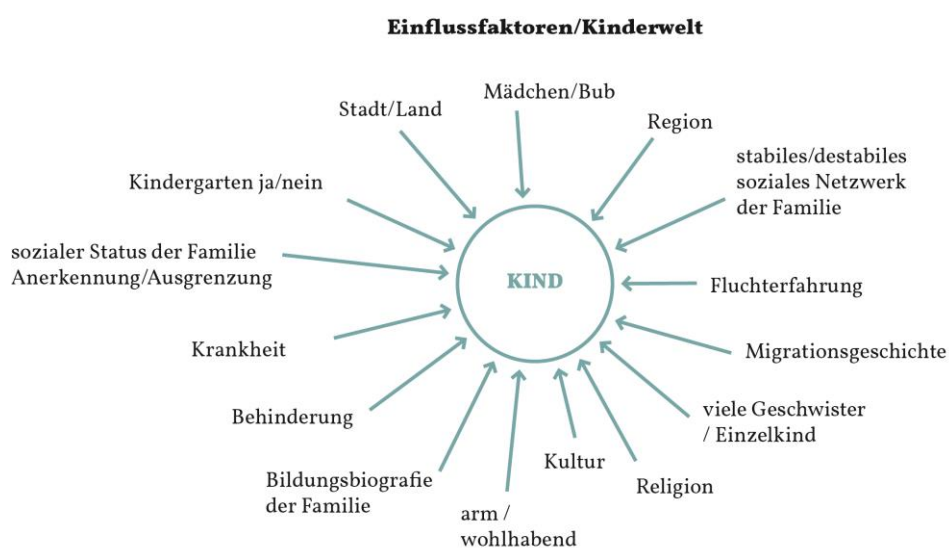 Einflussfaktoren/Kinderwelt
Mädchen/Bub
Stadt/Land
Region
stabiles/destabiles
soziales Netzwerk
der Familie
Kindergarten ja/nein
sozialer Status der Familie
Anerkennung/Ausgrenzung
KIND
Fluchterfahrung
Krankheit
Migrationsgeschichte
Behinderung
viele Geschwister
/ Einzelkind
Bildungsbiografie
der Familie
Kultur
Religion
arm /
wohlhabend